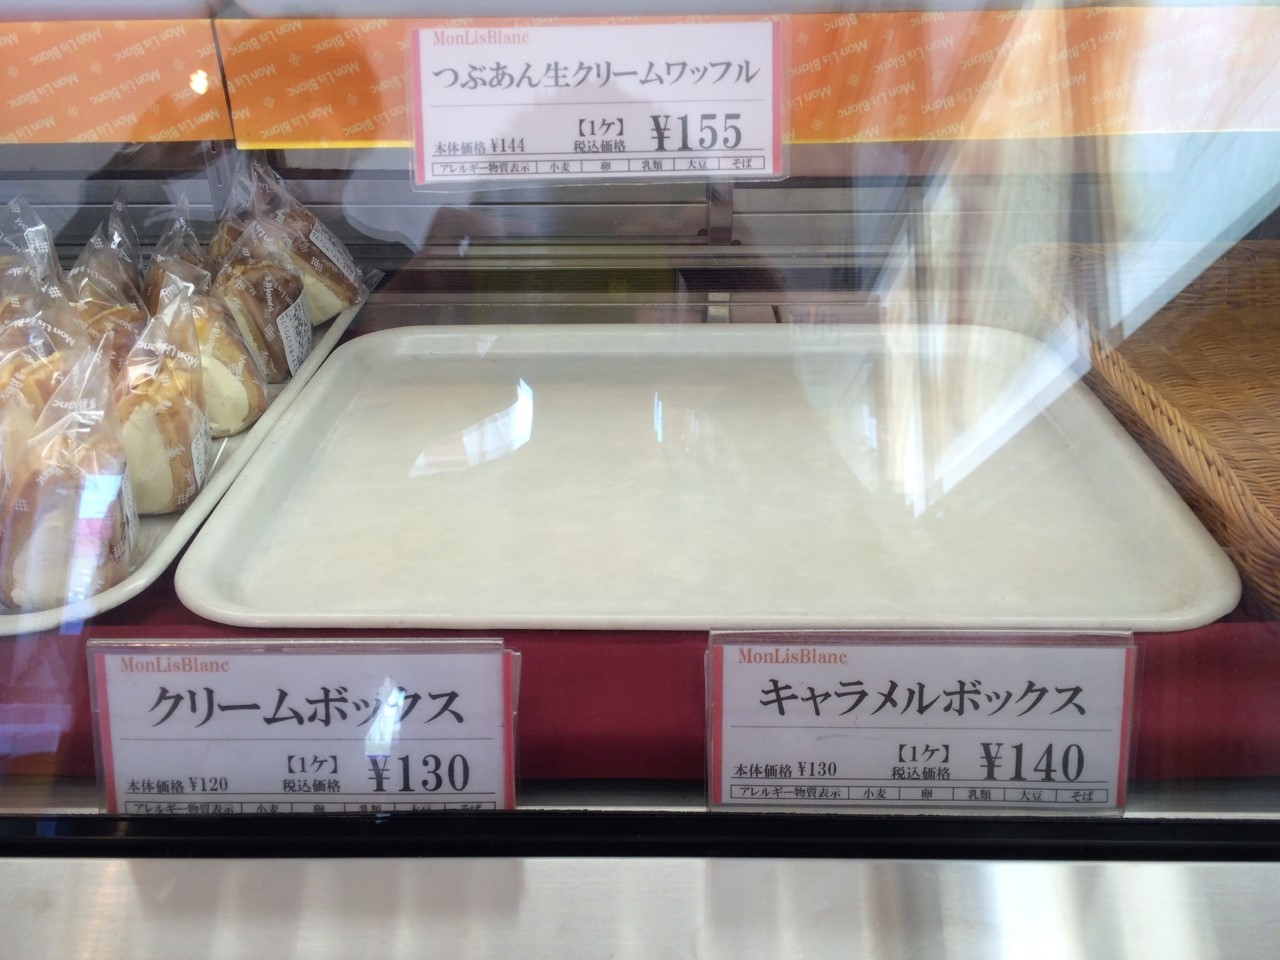 MonLisBlanc
つぶあん生クリームワッフル
本体価格 ¥144 【1ケ】 税込価格 ¥155
アレルギー物質表示 小麦 卵 乳類 大豆 そば
MonLisBlanc
クリームボックス
本体価格 ¥120 【1ケ】 税込価格 ¥130
アレルギー物質表示 小麦 卵 乳類 大豆 そば
MonLisBlanc
キャラメルボックス
本体価格 ¥130 【1ケ】 税込価格 ¥140
アレルギー物質表示 小麦 卵 乳類 大豆 そば
Mon Lis Blanc